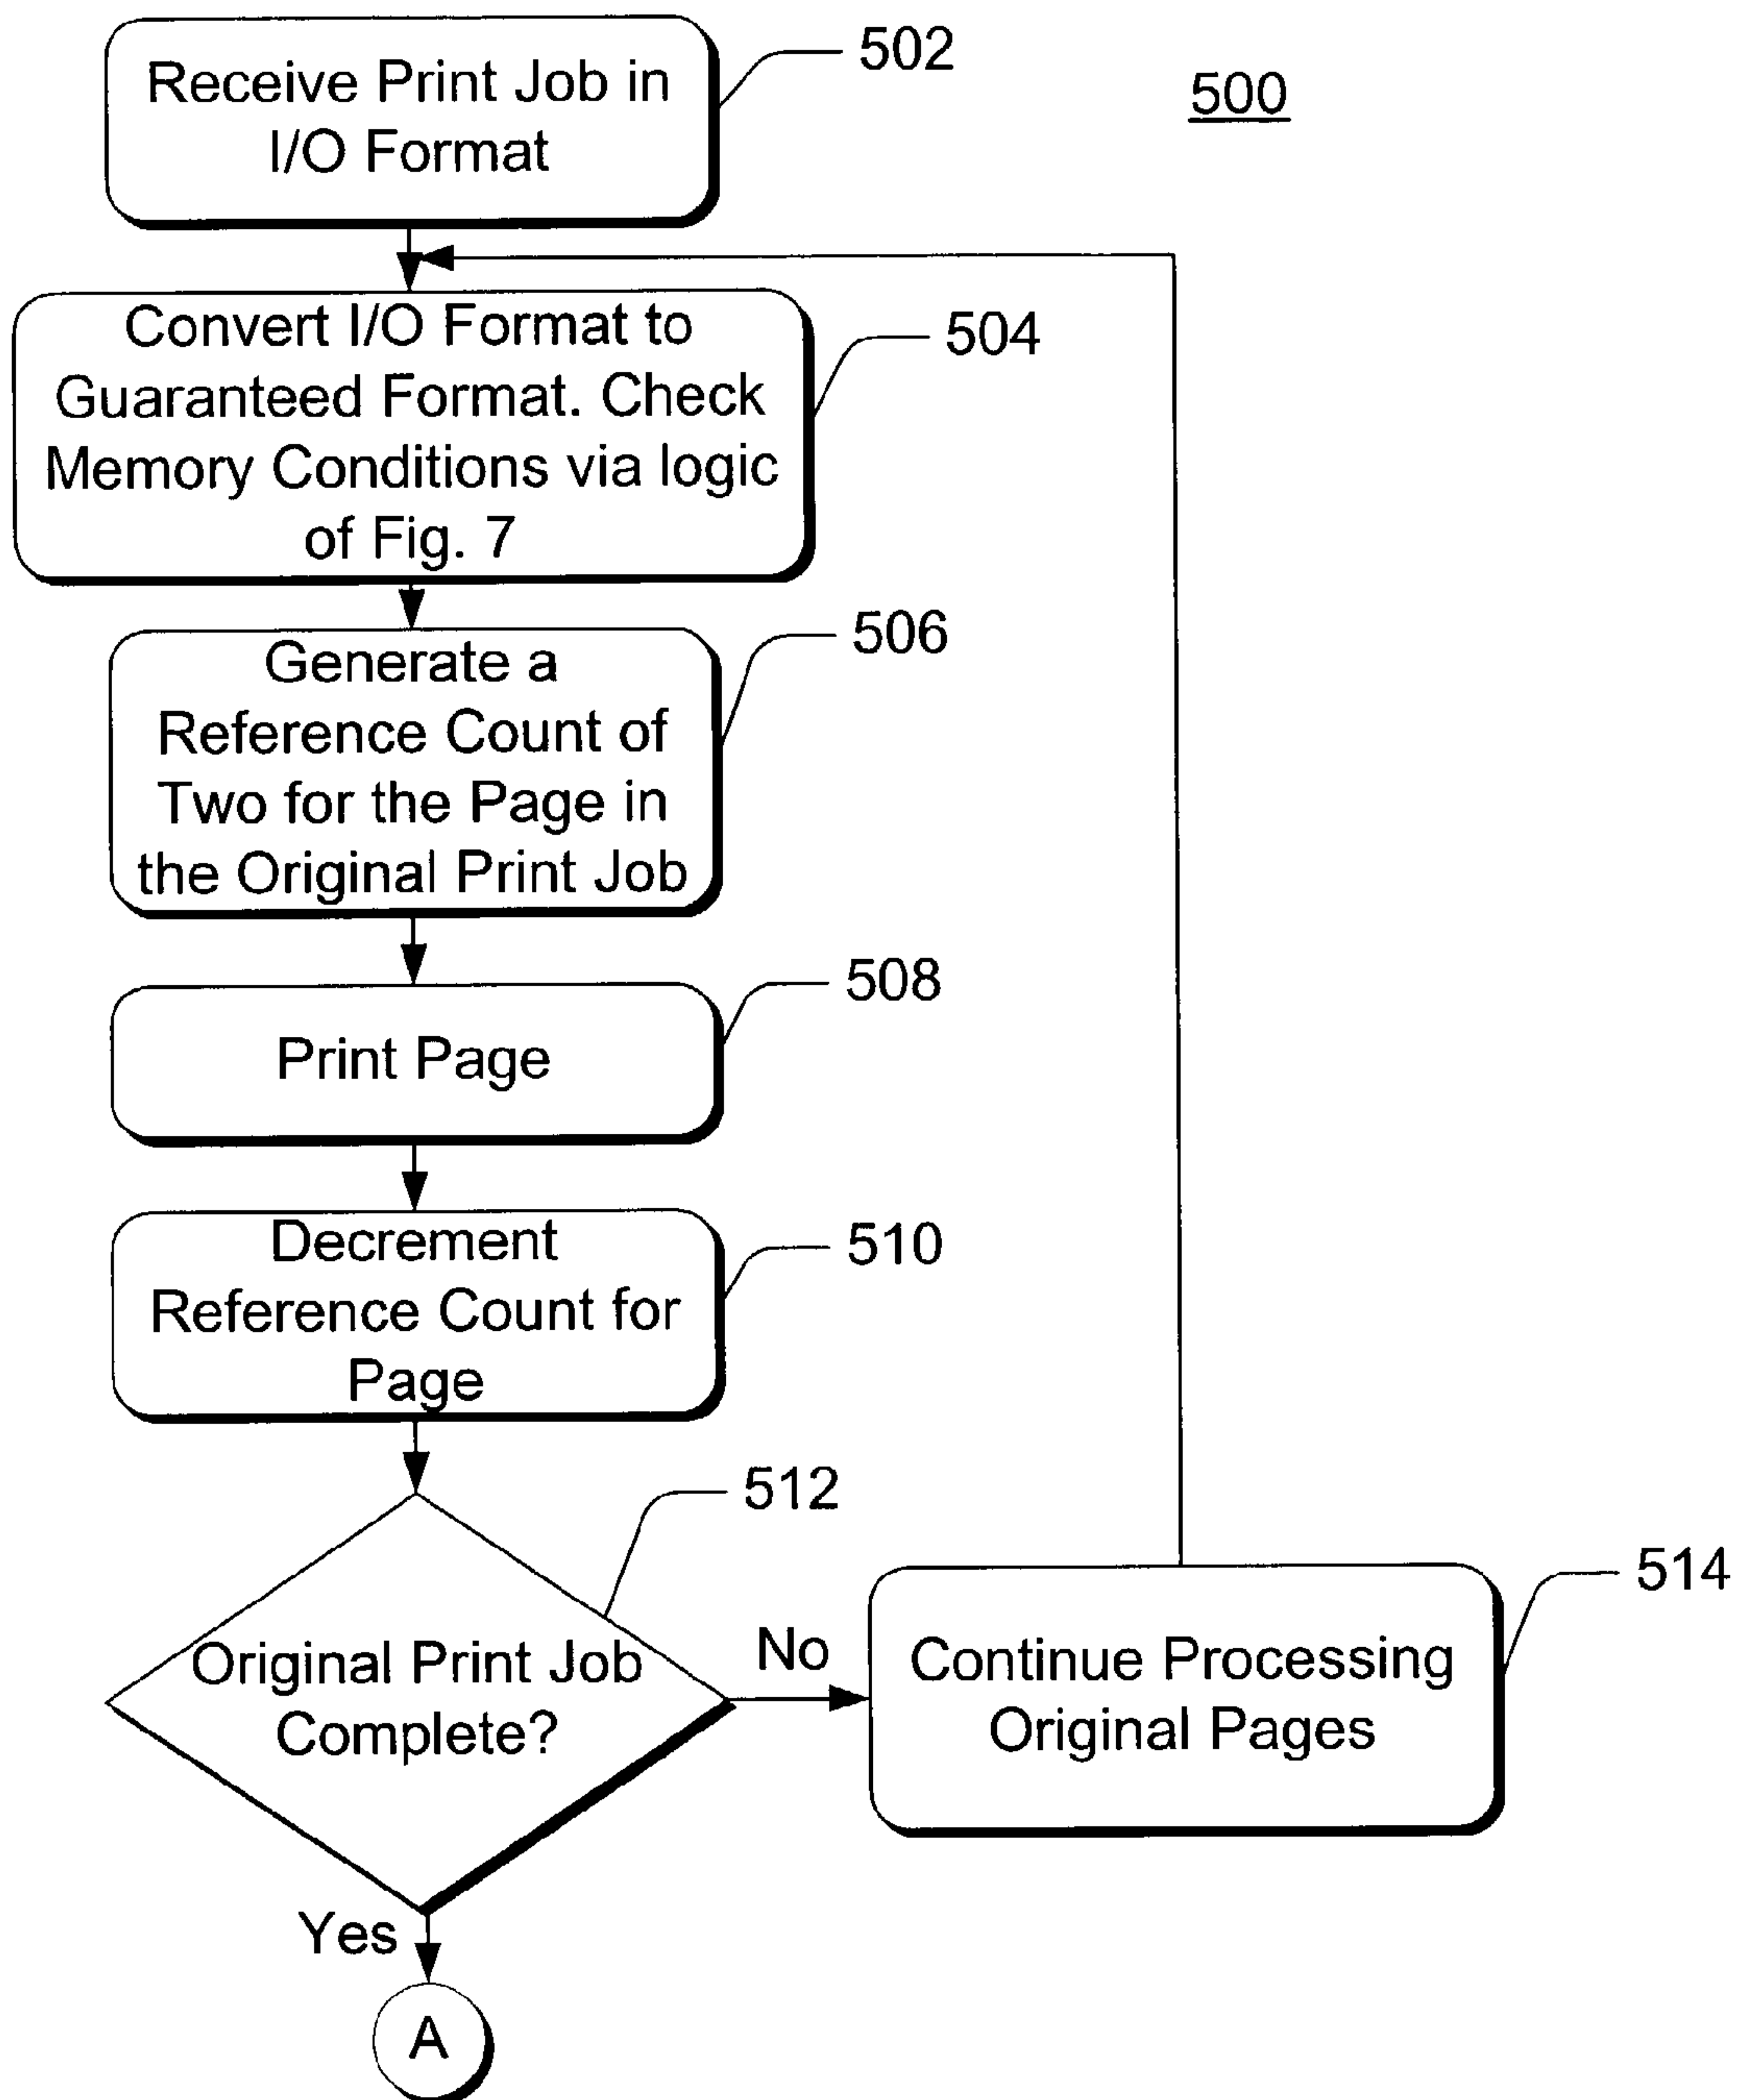 Receive Print Job in
I/O Format
502
500
Convert I/O Format to
Guaranteed Format. Check
Memory Conditions via logic
of Fig. 7
504
Generate a
Reference Count of
Two for the Page in
the Original Print Job
506
Print Page
508
Decrement
Reference Count for
Page
510
Original Print Job
Complete?
512
No
Continue Processing
Original Pages
514
Yes
A